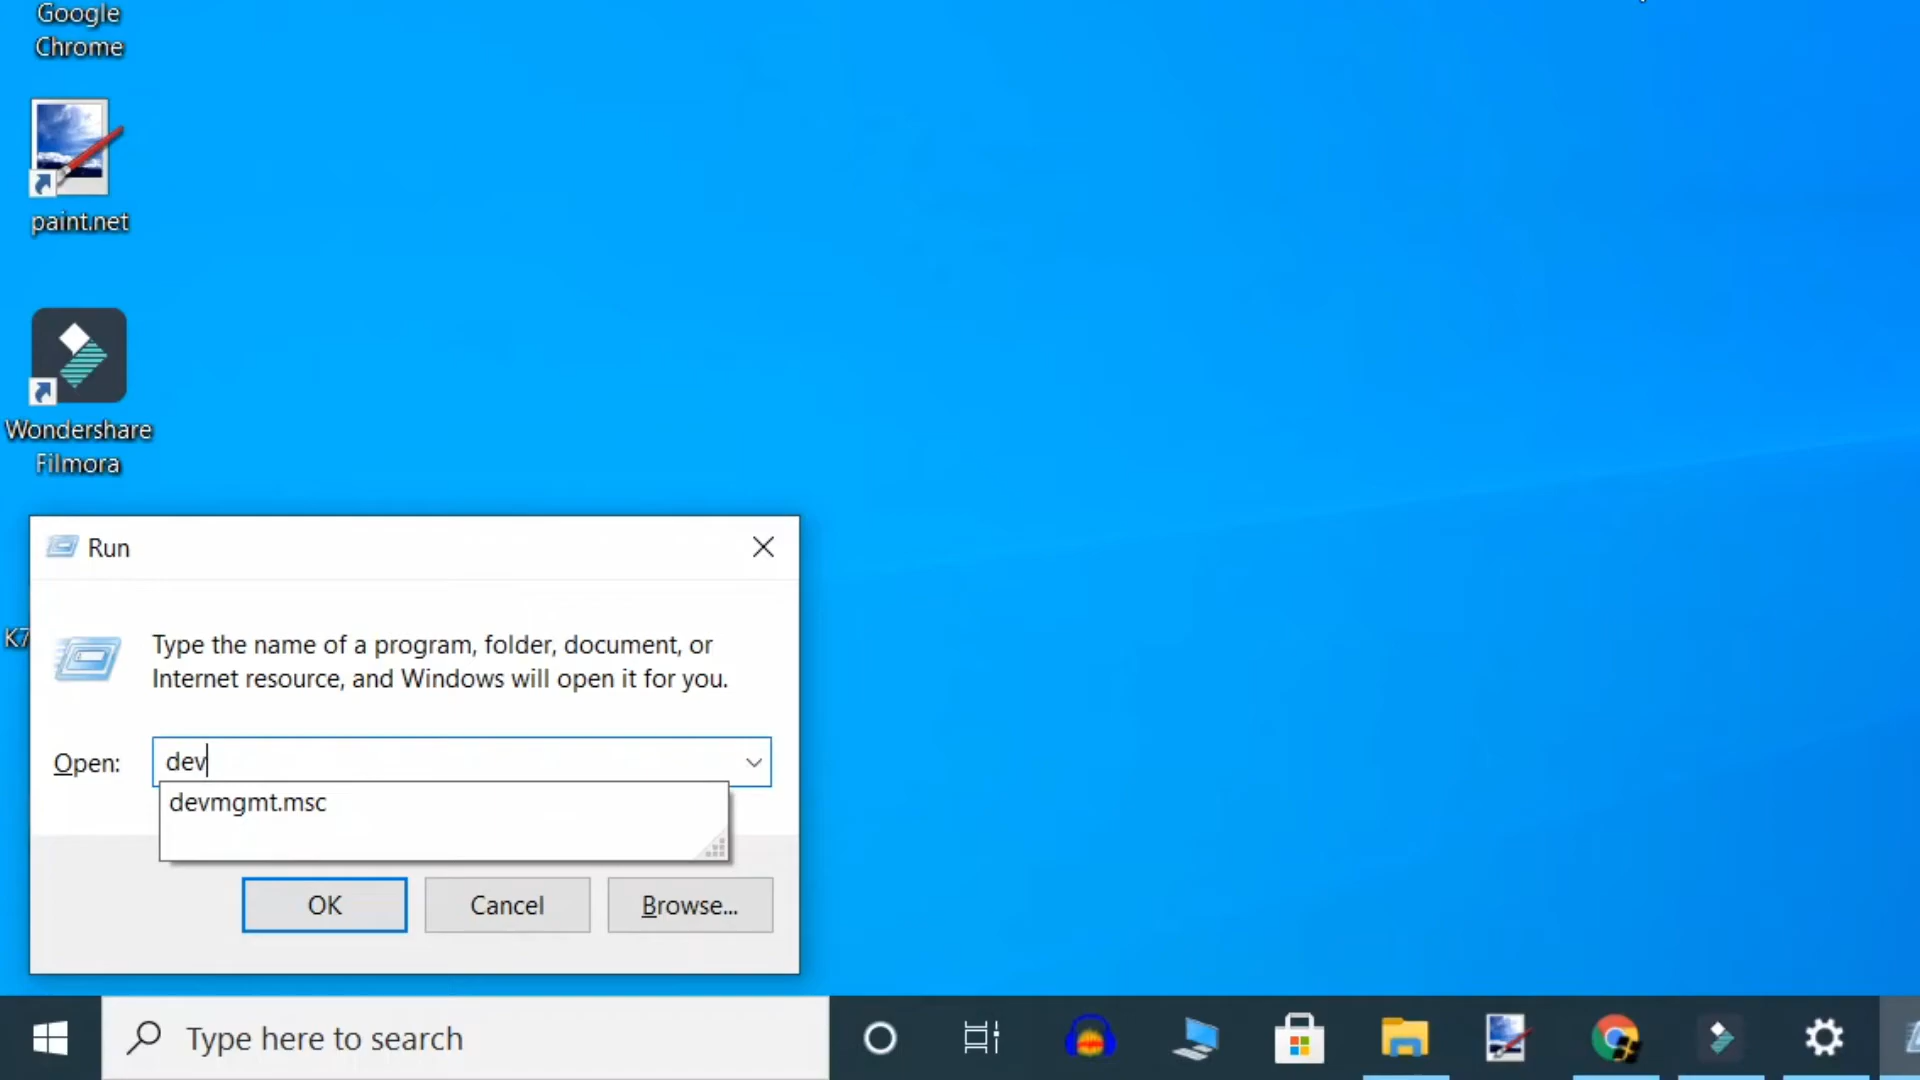 Google
Chrome
paint.net
Wondershare
Filmora
K7
Run
Type the name of a program, folder, document, or
Internet resource, and Windows will open it for you.
Open:
dev
devmgmt.msc
OK
Cancel
Browse...
Type here to search